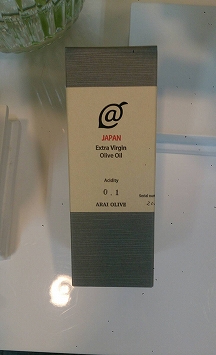 @
JAPAN
Extra Virgin
Olive Oil
Acidity
0.1
ARAI OLIVE